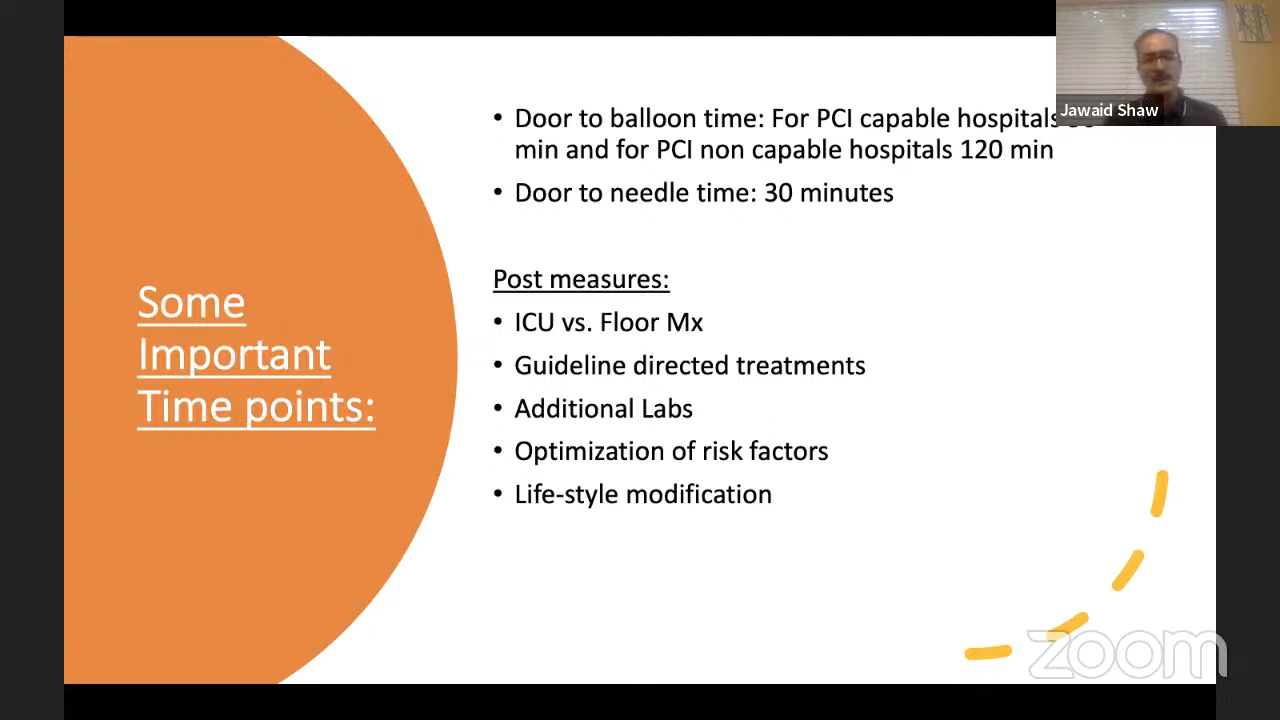 Jawaid Shaw
• Door to balloon time: For PCI capable hospitals
min and for PCI non capable hospitals 120 min
• Door to needle time: 30 minutes
Some
Important
Time points:
Post measures:
• ICU vs. Floor Mx
• Guideline directed treatments
• Additional Labs
• Optimization of risk factors
• Life-style modification
zoom